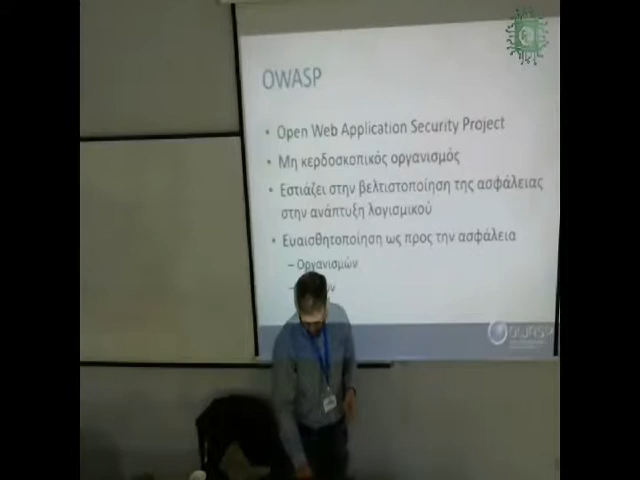 OWASP
• Open Web Application Security Project
• Μη κερδοσκοπικός οργανισμός
• Εστιάζει στην βελτιστοποίηση της ασφάλειας
στην ανάπτυξη λογισμικού
• Ευαισθητοποίηση ως προς την ασφάλεια
– Οργανισμών
OWASP